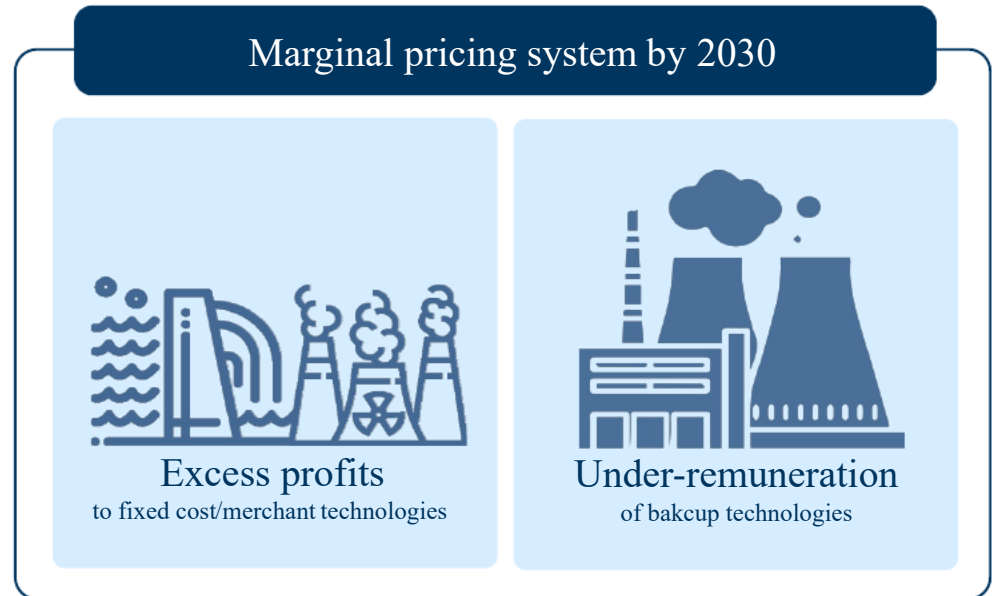 Marginal pricing system by 2030
Excess profits
to fixed cost/merchant technologies
Under-remuneration
of bakcup technologies